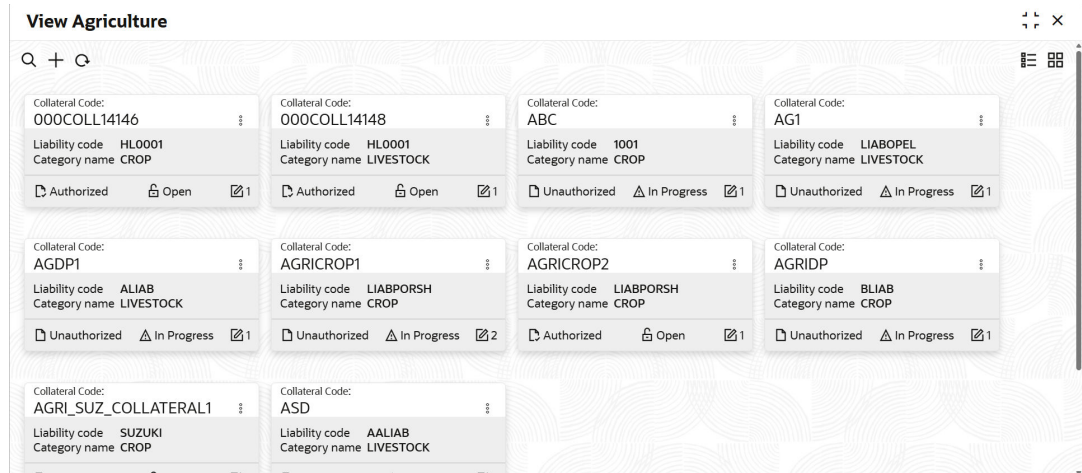 View Agriculture
Collateral Code:
000COLL14146
Liability code HL0001
Category name CROP
Authorized Open 1
Collateral Code:
000COLL14148
Liability code HL0001
Category name LIVESTOCK
Authorized Open 1
Collateral Code:
ABC
Liability code 1001
Category name CROP
Unauthorized In Progress 1
Collateral Code:
AG1
Liability code LIABOPEL
Category name LIVESTOCK
Unauthorized In Progress 1
Collateral Code:
AGDP1
Liability code ALIAB
Category name LIVESTOCK
Unauthorized In Progress 1
Collateral Code:
AGRICROP1
Liability code LIABPORSH
Category name CROP
Unauthorized In Progress 2
Collateral Code:
AGRICROP2
Liability code LIABPORSH
Category name CROP
Authorized Open 1
Collateral Code:
AGRIDP
Liability code BLIAB
Category name CROP
Unauthorized In Progress 1
Collateral Code:
AGRI_SUZ_COLLATERAL1
Liability code SUZUKI
Category name CROP
Collateral Code:
ASD
Liability code AALIAB
Category name LIVESTOCK